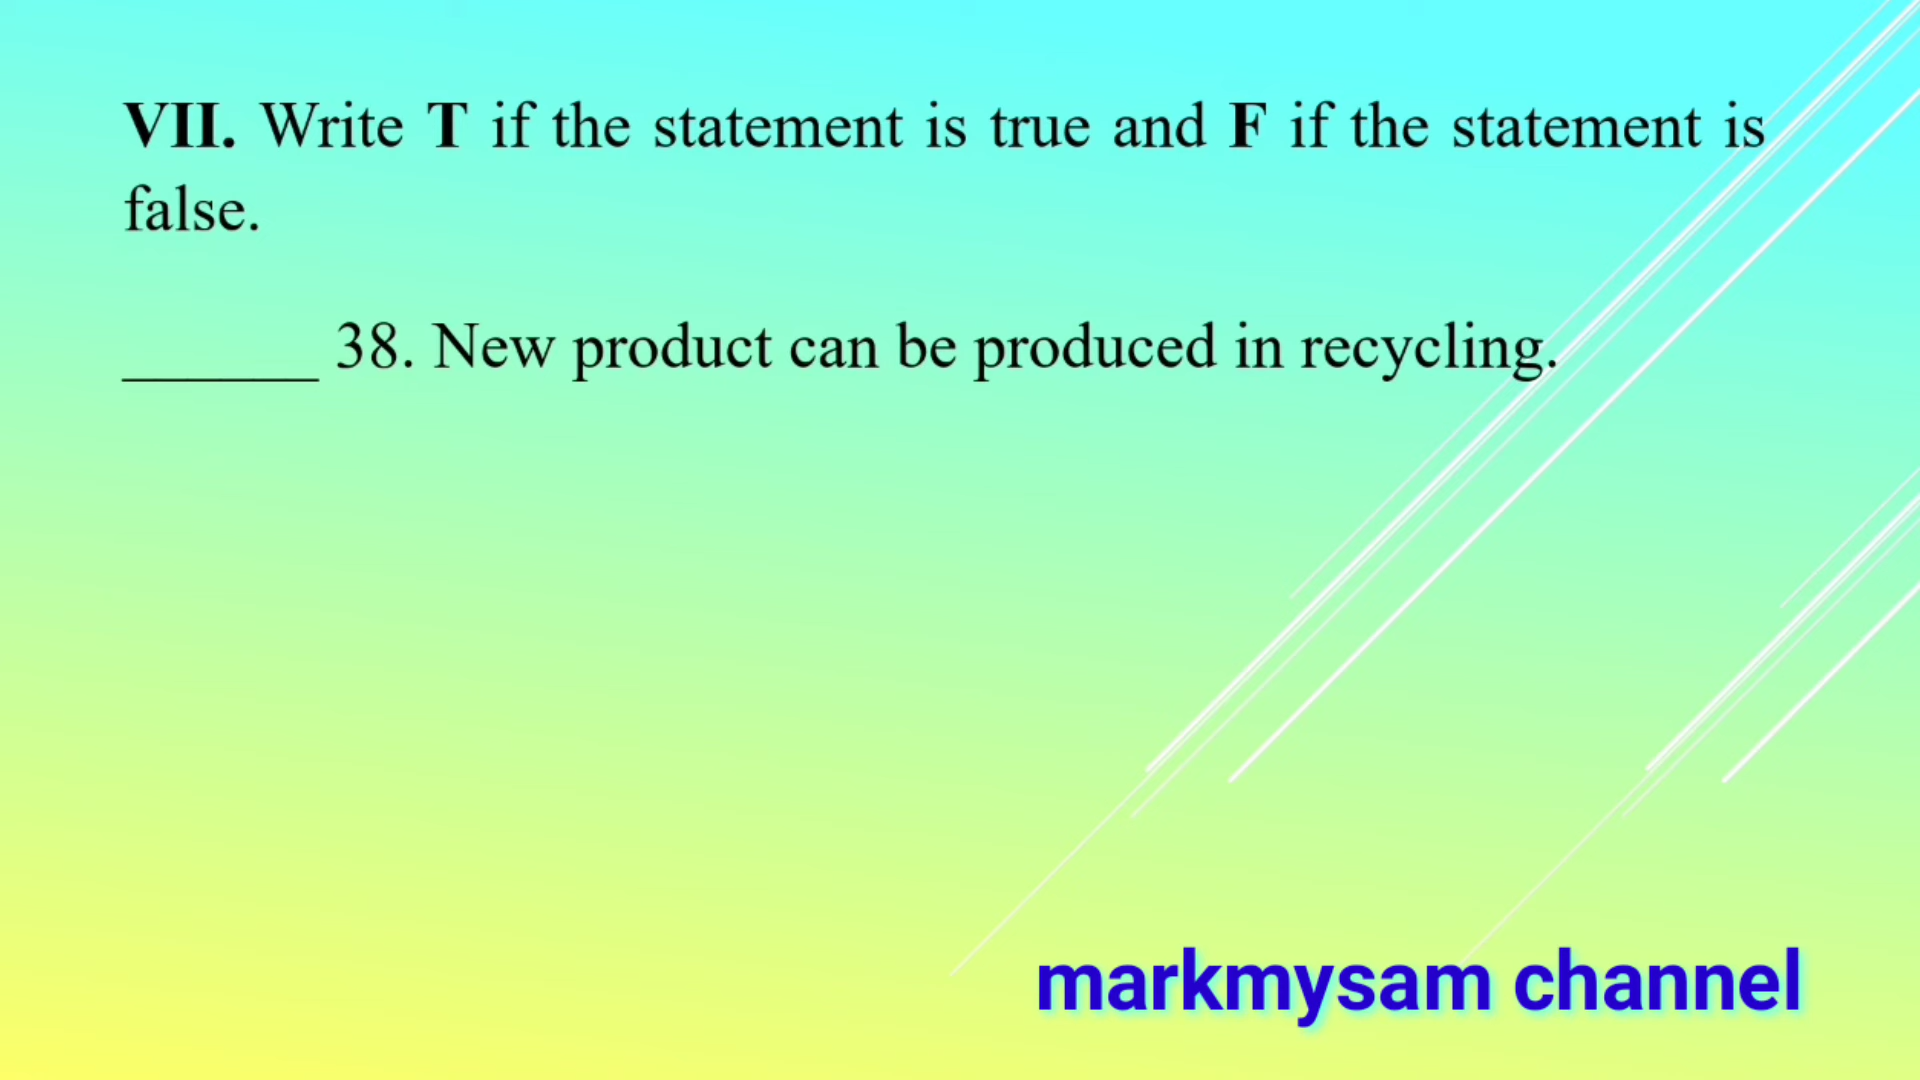 VII. Write T if the statement is true and F if the statement is
false.
______ 38. New product can be produced in recycling.
markmysam channel